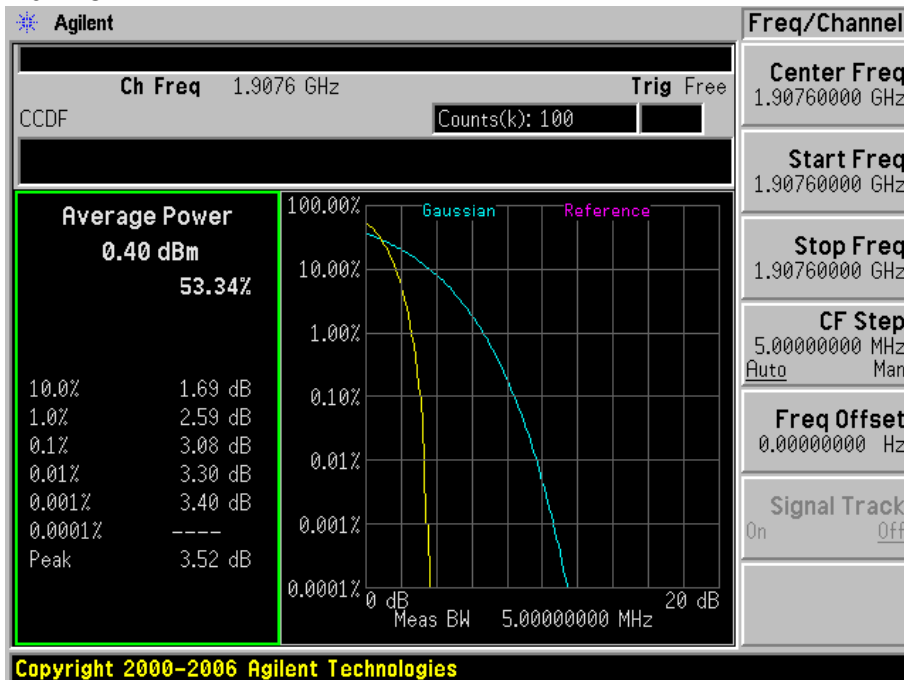 Agilent
Freq/Channel
Ch Freq 1.9076 GHz Trig Free
CCDF Counts(k): 100
Average Power
0.40 dBm
53.34%
10.0% 1.69 dB
1.0% 2.59 dB
0.1% 3.08 dB
0.01% 3.30 dB
0.001% 3.40 dB
0.0001% ----
Peak 3.52 dB
Gaussian Reference
100.00%
10.00%
1.00%
0.10%
0.01%
0.001%
0.0001%
0 dB 20 dB
Meas BW 5.00000000 MHz
Center Freq
1.90760000 GHz
Start Freq
1.90760000 GHz
Stop Freq
1.90760000 GHz
CF Step
5.00000000 MHz
Auto Man
Freq Offset
0.00000000 Hz
Signal Track
On Off
Copyright 2000-2006 Agilent Technologies